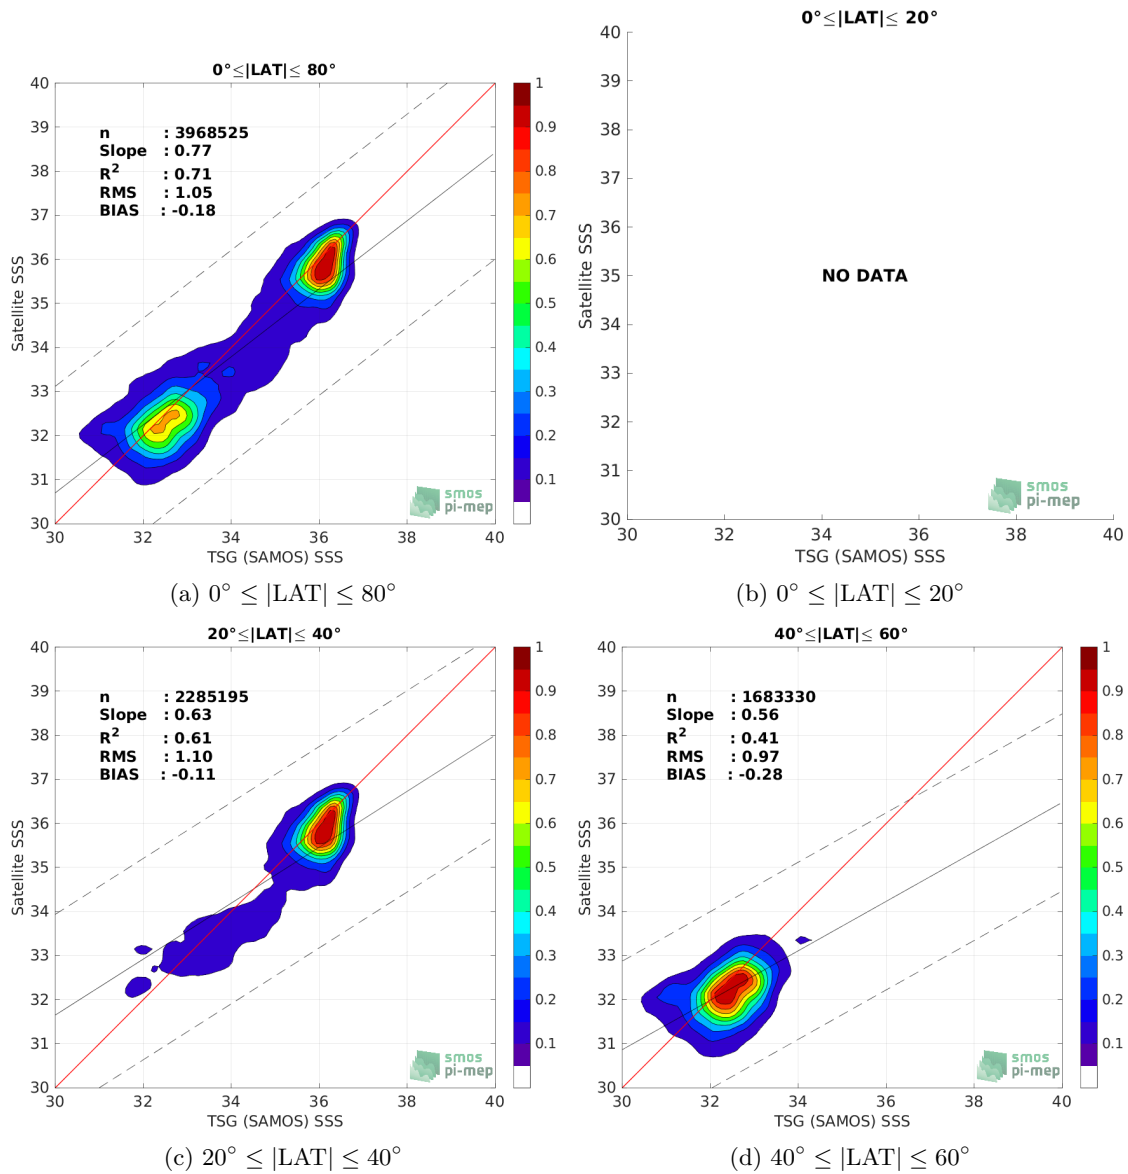 0°≤|LAT|≤ 80°
n : 3968525
Slope : 0.77
R² : 0.71
RMS : 1.05
BIAS : -0.18
40
39
38
37
36
35
34
33
32
31
30
30 32 34 36 38 40
Satellite SSS
TSG (SAMOS) SSS
1
0.9
0.8
0.7
0.6
0.5
0.4
0.3
0.2
0.1
smos
pi-mep
(a) 0° ≤ |LAT| ≤ 80°
0°≤|LAT|≤ 20°
40
39
38
37
36
35
34
33
32
31
30
30 32 34 36 38 40
Satellite SSS
NO DATA
TSG (SAMOS) SSS
smos
pi-mep
(b) 0° ≤ |LAT| ≤ 20°
20°≤|LAT|≤ 40°
n : 2285195
Slope : 0.63
R² : 0.61
RMS : 1.10
BIAS : -0.11
40
39
38
37
36
35
34
33
32
31
30
30 32 34 36 38 40
Satellite SSS
TSG (SAMOS) SSS
1
0.9
0.8
0.7
0.6
0.5
0.4
0.3
0.2
0.1
smos
pi-mep
(c) 20° ≤ |LAT| ≤ 40°
40°≤|LAT|≤ 60°
n : 1683330
Slope : 0.56
R² : 0.41
RMS : 0.97
BIAS : -0.28
40
39
38
37
36
35
34
33
32
31
30
30 32 34 36 38 40
Satellite SSS
TSG (SAMOS) SSS
1
0.9
0.8
0.7
0.6
0.5
0.4
0.3
0.2
0.1
smos
pi-mep
(d) 40° ≤ |LAT| ≤ 60°